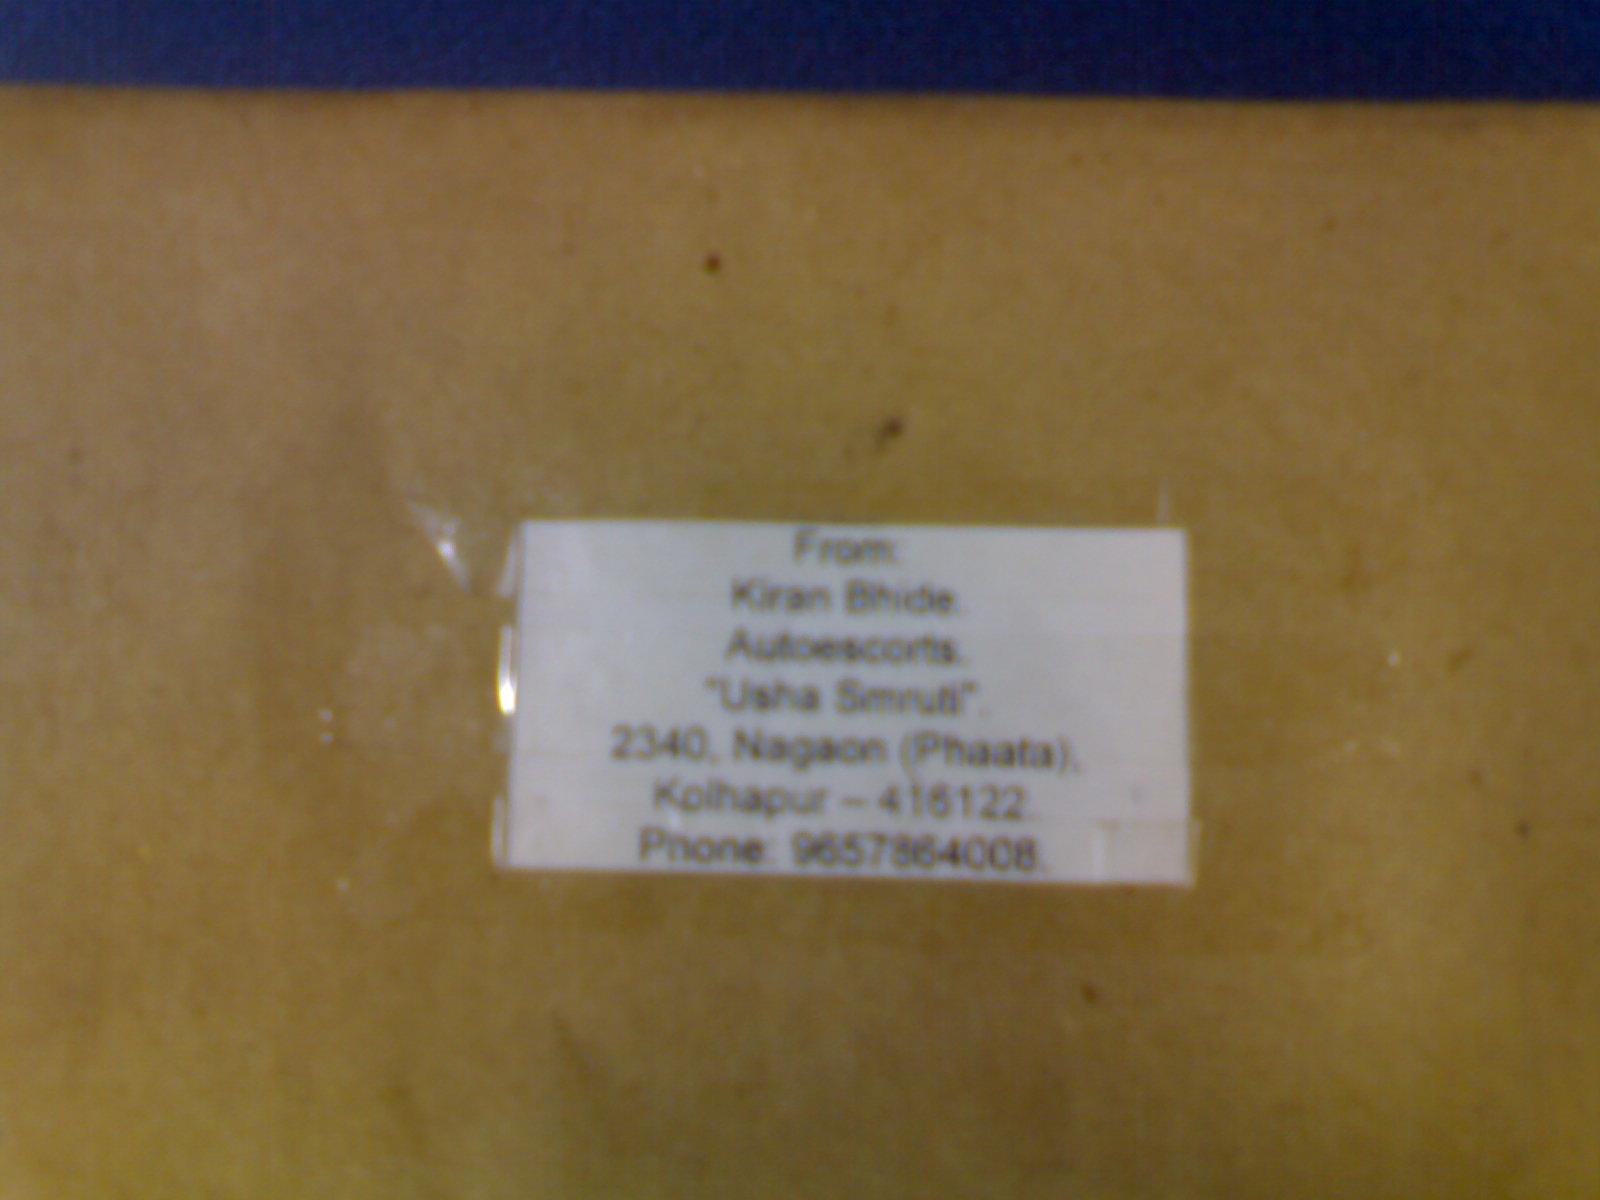 From:
Kiran Bhide.
Autoescorts.
"Usha Smruti".
2340, Nagaon (Phaata),
Kolhapur – 416122.
Phone: 9657864008.